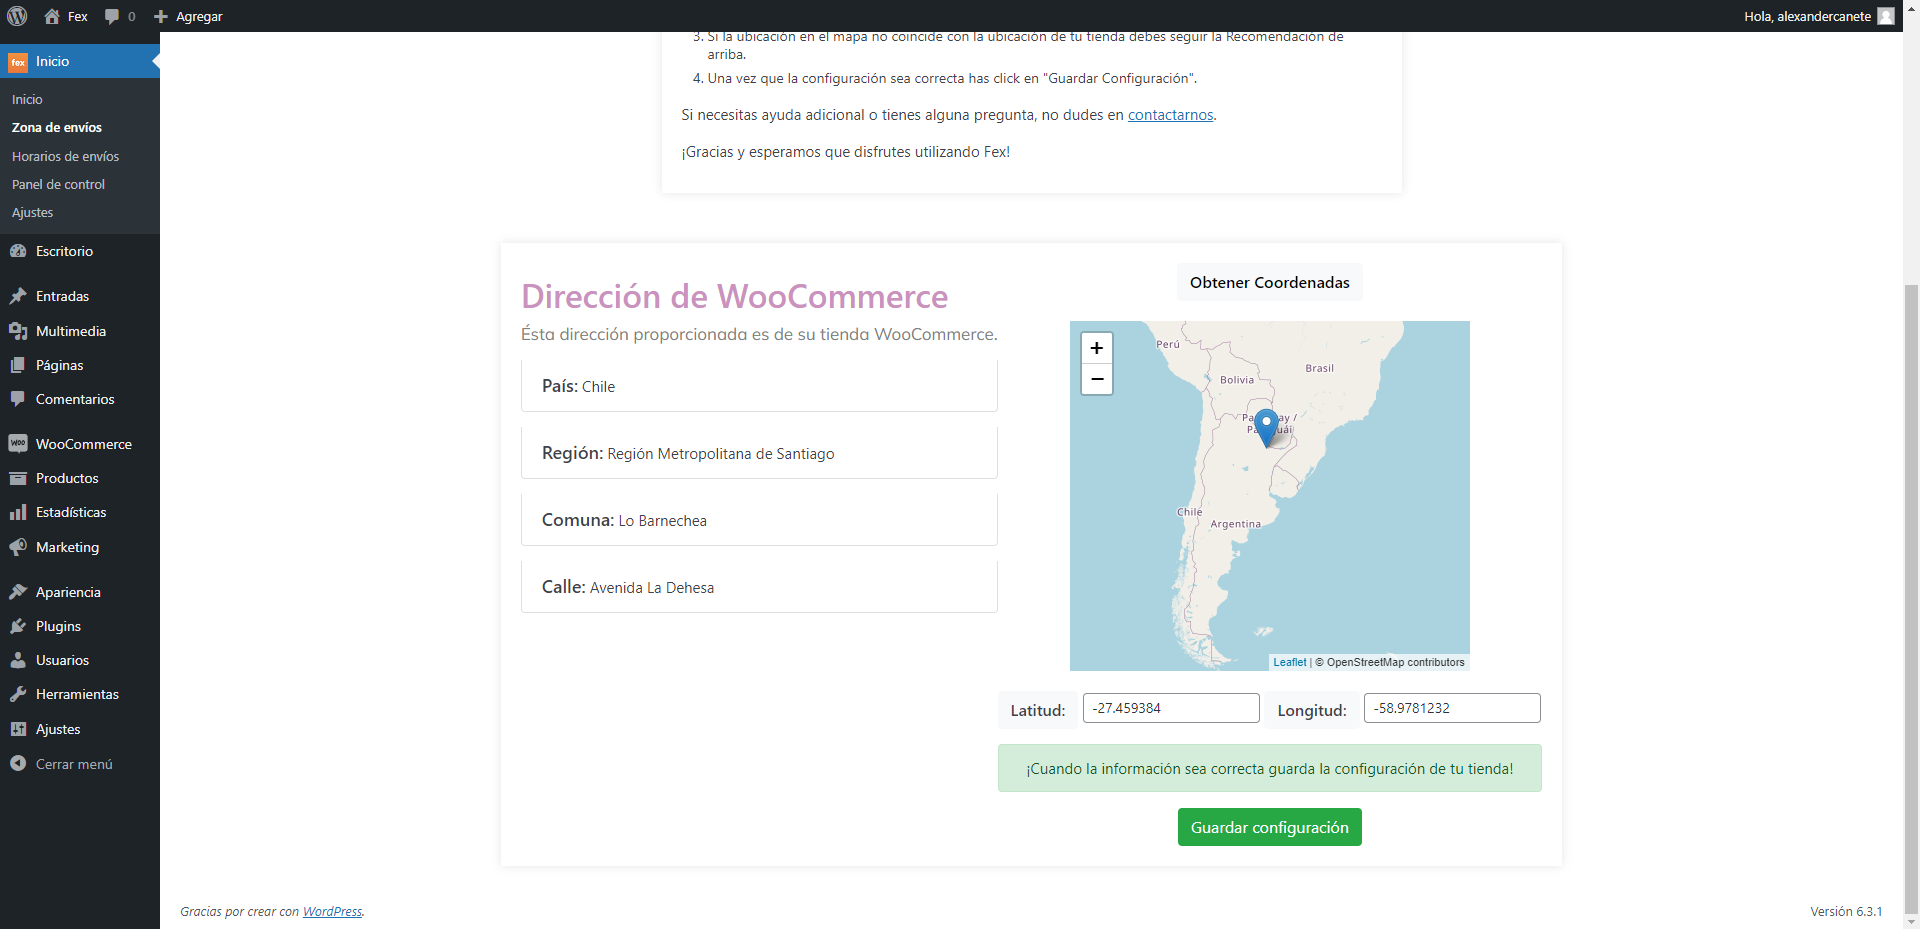 Fex
0
Agregar
Hola, alexandercanete
fex
Inicio
Inicio
Zona de envíos
Horarios de envíos
Panel de control
Ajustes
Escritorio
Entradas
Multimedia
Páginas
Comentarios
WOO
WooCommerce
Productos
Estadísticas
Marketing
Apariencia
Plugins
Usuarios
Herramientas
Ajustes
Cerrar menú
3. Si la ubicación en el mapa no coincide con la ubicación de tu tienda debes seguir la Recomendación de
arriba.
4. Una vez que la configuración sea correcta has click en "Guardar Configuración".
Si necesitas ayuda adicional o tienes alguna pregunta, no dudes en contactarnos.
¡Gracias y esperamos que disfrutes utilizando Fex!
Dirección de WooCommerce
Ésta dirección proporcionada es de su tienda WooCommerce.
País: Chile
Región: Región Metropolitana de Santiago
Comuna: Lo Barnechea
Calle: Avenida La Dehesa
Obtener Coordenadas
+
−
Perú
Brasil
Bolivia
Chile
Argentina
Leaflet | © OpenStreetMap contributors
Latitud: -27.459384 Longitud: -58.9781232
¡Cuando la información sea correcta guarda la configuración de tu tienda!
Guardar configuración
Gracias por crear con WordPress.
Versión 6.3.1